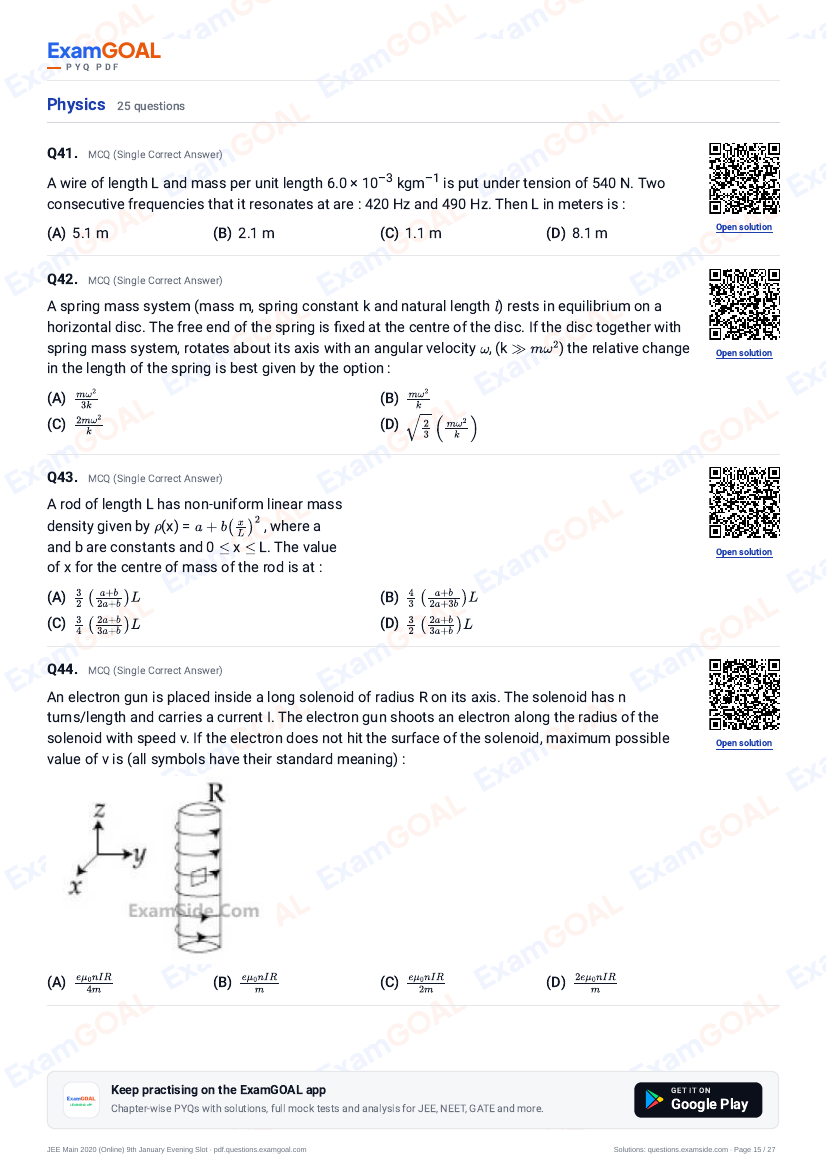 ExamGOAL
PYQ PDF
Physics 25 questions
Q41. MCQ (Single Correct Answer)
A wire of length L and mass per unit length 6.0 × 10⁻³ kgm⁻¹ is put under tension of 540 N. Two
consecutive frequencies that it resonates at are : 420 Hz and 490 Hz. Then L in meters is :
(A) 5.1 m (B) 2.1 m (C) 1.1 m (D) 8.1 m
Open solution
Q42. MCQ (Single Correct Answer)
A spring mass system (mass m, spring constant k and natural length l) rests in equilibrium on a
horizontal disc. The free end of the spring is fixed at the centre of the disc. If the disc together with
spring mass system, rotates about its axis with an angular velocity ω, (k ≫ mω²) the relative change
in the length of the spring is best given by the option :
(A) mω²/3k (B) mω²/k
(C) 2mω²/k (D) √(2/3) (mω²/k)
Open solution
Q43. MCQ (Single Correct Answer)
A rod of length L has non-uniform linear mass
density given by ρ(x) = a + b(x/L)², where a
and b are constants and 0 ≤ x ≤ L. The value
of x for the centre of mass of the rod is at :
(A) 3/2 (a+b/2a+b)L (B) 4/3 (a+b/2a+3b)L
(C) 3/4 (2a+b/3a+b)L (D) 3/2 (2a+b/3a+b)L
Open solution
Q44. MCQ (Single Correct Answer)
An electron gun is placed inside a long solenoid of radius R on its axis. The solenoid has n
turns/length and carries a current I. The electron gun shoots an electron along the radius of the
solenoid with speed v. If the electron does not hit the surface of the solenoid, maximum possible
value of v is (all symbols have their standard meaning) :
Open solution
R
z
y
x
ExamSide.Com
(A) eμ₀nIR/4m (B) eμ₀nIR/m (C) eμ₀nIR/2m (D) 2eμ₀nIR/m
ExamGOAL
Keep practising on the ExamGOAL app
Chapter-wise PYQs with solutions, full mock tests and analysis for JEE, NEET, GATE and more.
GET IT ON
Google Play
JEE Main 2020 (Online) 9th January Evening Slot · pdf.questions.examgoal.com
Solutions: questions.examside.com · Page 15 / 27